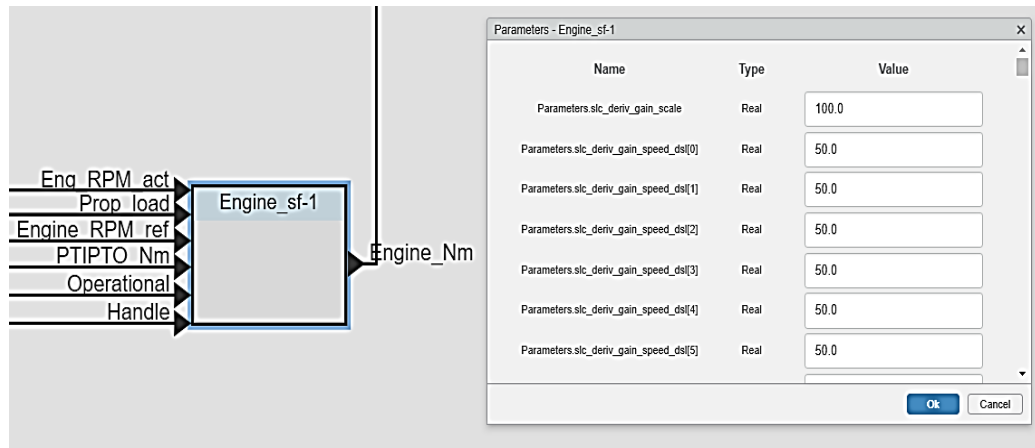 Eng_RPM_act
Prop_load
Engine_RPM_ref
PTIPTO_Nm
Operational
Handle
Engine_sf-1
Engine_Nm
Parameters - Engine_sf-1 X
Name Type Value
Parameters.slc_deriv_gain_scale Real 100.0
Parameters.slc_deriv_gain_speed_dsl[0] Real 50.0
Parameters.slc_deriv_gain_speed_dsl[1] Real 50.0
Parameters.slc_deriv_gain_speed_dsl[2] Real 50.0
Parameters.slc_deriv_gain_speed_dsl[3] Real 50.0
Parameters.slc_deriv_gain_speed_dsl[4] Real 50.0
Parameters.slc_deriv_gain_speed_dsl[5] Real 50.0
Ok Cancel